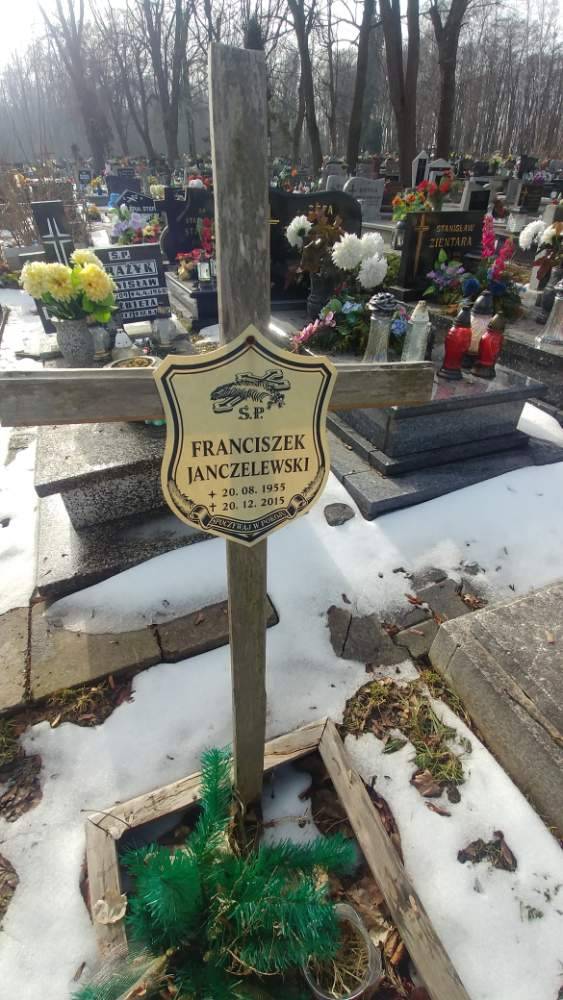 Ś.P.
FRANCISZEK
JANCZELEWSKI
+ 20. 08. 1955
† 20. 12. 2015
SPOCZYWAJ W POKOJU
STANISŁAW
ZIENTARA